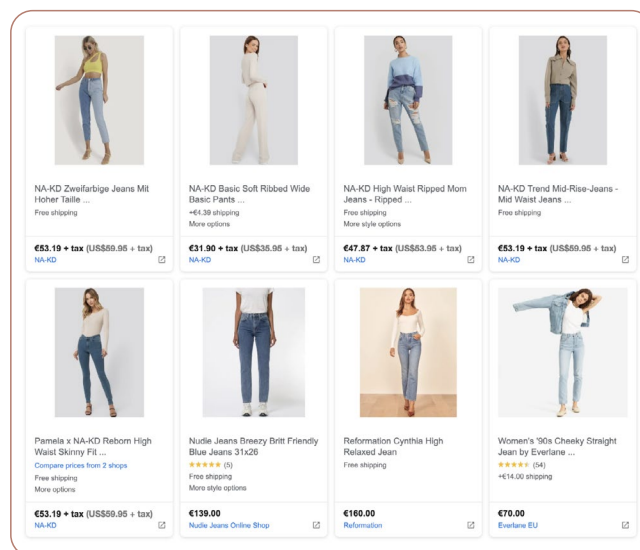 NA-KD Zweifarbige Jeans Mit
Hoher Taille ...
Free shipping
€53.19 + tax (US$59.95 + tax)
NA-KD
NA-KD Basic Soft Ribbed Wide
Basic Pants ...
+€4.39 shipping
More options
€31.90 + tax (US$35.95 + tax)
NA-KD
NA-KD High Waist Ripped Mom
Jeans - Ripped ...
Free shipping
More style options
€47.87 + tax (US$53.95 + tax)
NA-KD
NA-KD Trend Mid-Rise-Jeans -
Mid Waist Jeans ...
Free shipping
€53.19 + tax (US$59.95 + tax)
NA-KD
Pamela x NA-KD Reborn High
Waist Skinny Fit ...
Compare prices from 2 shops
Free shipping
More options
€53.19 + tax (US$59.95 + tax)
NA-KD
Nudie Jeans Breezy Britt Friendly
Blue Jeans 31x26
★★★★★ (5)
Free shipping
More style options
€139.00
Nudie Jeans Online Shop
Reformation Cynthia High
Relaxed Jean
Free shipping
€160.00
Reformation
Women's '90s Cheeky Straight
Jean by Everlane ...
(54)
+€14.00 shipping
€70.00
Everlane EU